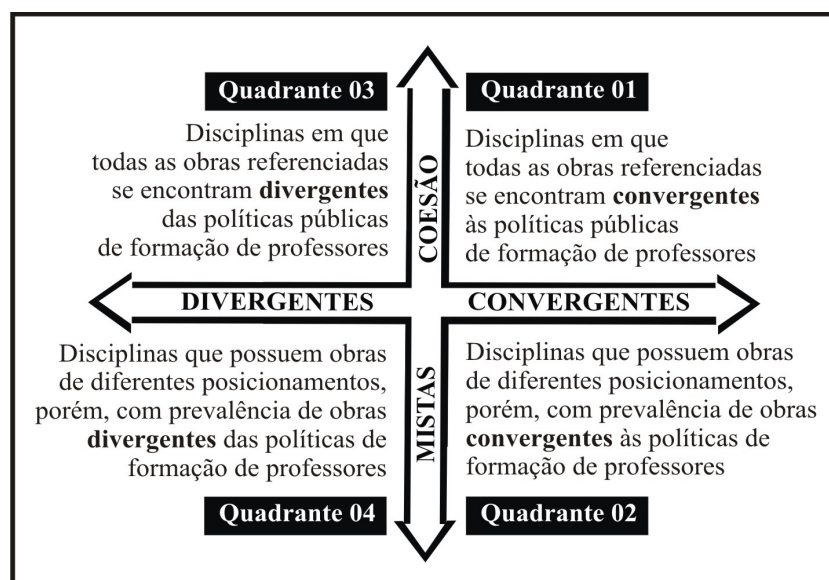 Quadrante 03
Disciplinas em que
todas as obras referenciadas
se encontram divergentes
das políticas públicas
de formação de professores
Quadrante 01
Disciplinas em que
todas as obras referenciadas
se encontram convergentes
às políticas públicas
de formação de professores
COESÃO
DIVERGENTES
CONVERGENTES
MISTAS
Disciplinas que possuem obras
de diferentes posicionamentos,
porém, com prevalência de obras
divergentes das políticas de
formação de professores
Quadrante 04
Disciplinas que possuem obras
de diferentes posicionamentos,
porém, com prevalência de obras
convergentes às políticas de
formação de professores
Quadrante 02